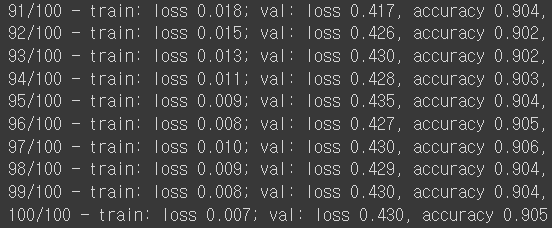 91/100 - train: loss 0.018; val: loss 0.417, accuracy 0.904,
92/100 - train: loss 0.015; val: loss 0.426, accuracy 0.902,
93/100 - train: loss 0.013; val: loss 0.430, accuracy 0.902,
94/100 - train: loss 0.011; val: loss 0.428, accuracy 0.903,
95/100 - train: loss 0.009; val: loss 0.435, accuracy 0.904,
96/100 - train: loss 0.008; val: loss 0.427, accuracy 0.905,
97/100 - train: loss 0.010; val: loss 0.430, accuracy 0.906,
98/100 - train: loss 0.009; val: loss 0.429, accuracy 0.904,
99/100 - train: loss 0.008; val: loss 0.430, accuracy 0.904,
100/100 - train: loss 0.007; val: loss 0.430, accuracy 0.905